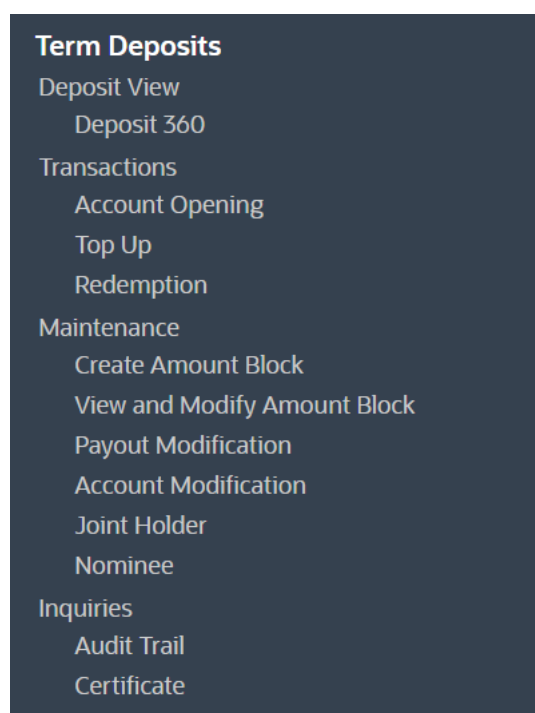 Term Deposits
Deposit View
Deposit 360
Transactions
Account Opening
Top Up
Redemption
Maintenance
Create Amount Block
View and Modify Amount Block
Payout Modification
Account Modification
Joint Holder
Nominee
Inquiries
Audit Trail
Certificate